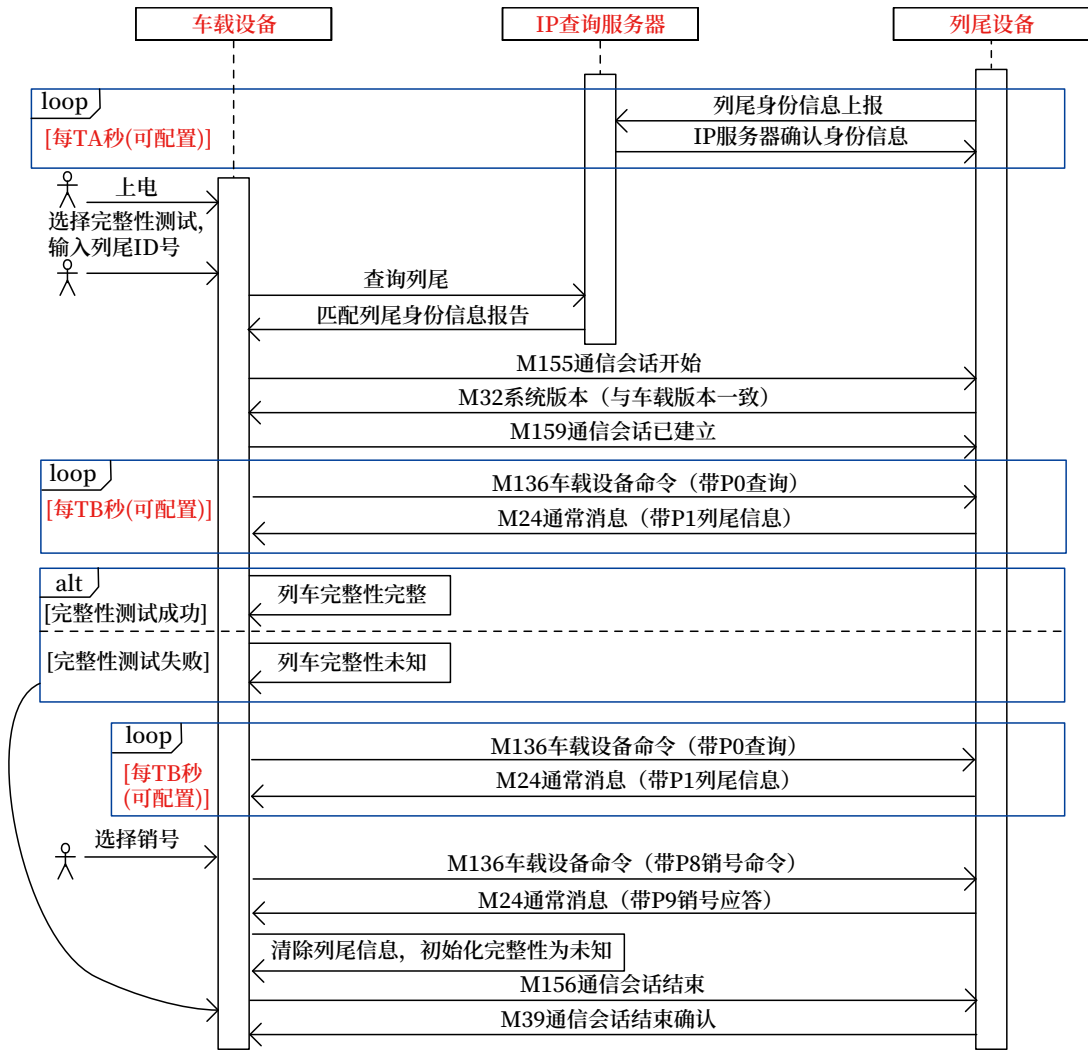 车载设备
IP查询服务器
列尾设备
loop
[每TA秒(可配置)]
列尾身份信息上报
IP服务器确认身份信息
上电
选择完整性测试，
输入列尾ID号
查询列尾
匹配列尾身份信息报告
M155通信会话开始
M32系统版本（与车载版本一致）
M159通信会话已建立
loop
[每TB秒(可配置)]
M136车载设备命令（带P0查询）
M24通常消息（带P1列尾信息）
alt
[完整性测试成功]
列车完整性完整
[完整性测试失败]
列车完整性未知
loop
[每TB秒
(可配置)]
M136车载设备命令（带P0查询）
M24通常消息（带P1列尾信息）
选择销号
M136车载设备命令（带P8销号命令）
M24通常消息（带P9销号应答）
清除列尾信息，初始化完整性为未知
M156通信会话结束
M39通信会话结束确认